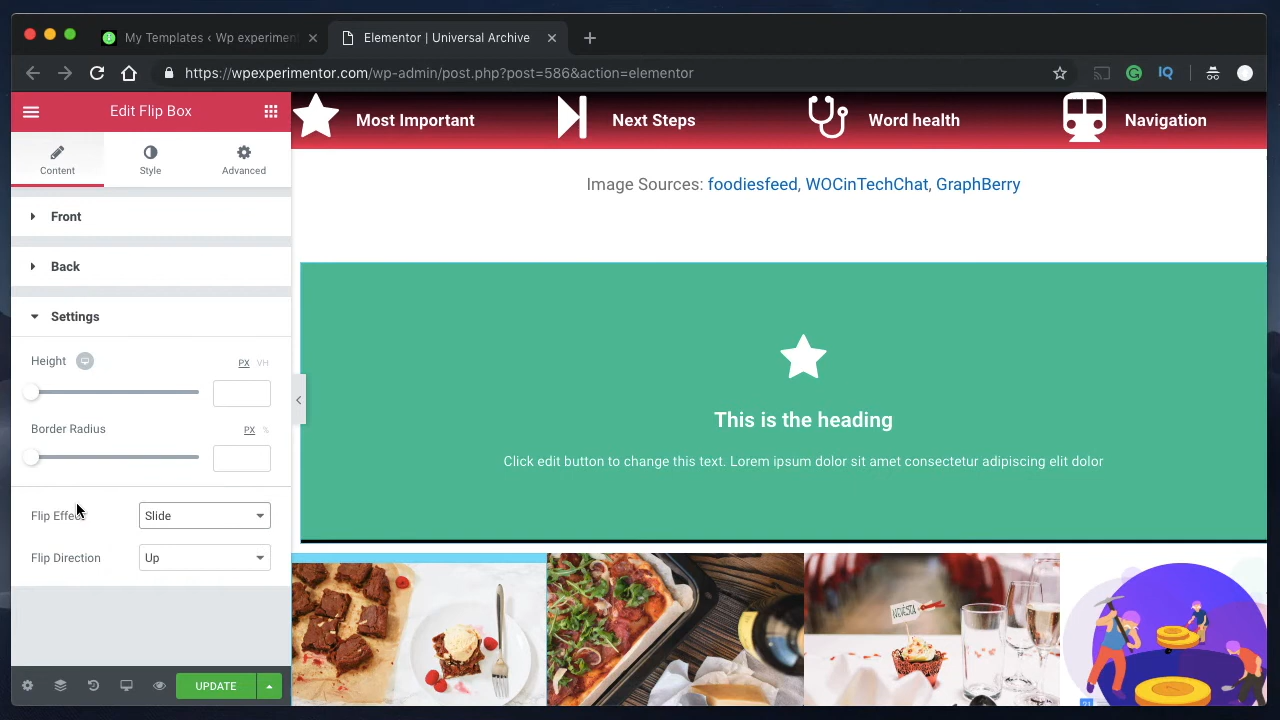 My Templates ‹ Wp experimen
Elementor | Universal Archive
https://wpexperimentor.com/wp-admin/post.php?post=586&action=elementor
IQ
Edit Flip Box
Most Important
Next Steps
Word health
Navigation
Content
Style
Advanced
Image Sources: foodiesfeed, WOCinTechChat, GraphBerry
Front
Back
Settings
Height
PX VH
Border Radius
PX %
This is the heading
Click edit button to change this text. Lorem ipsum dolor sit amet consectetur adipiscing elit dolor
Flip Effect
Slide
Flip Direction
Up
UPDATE